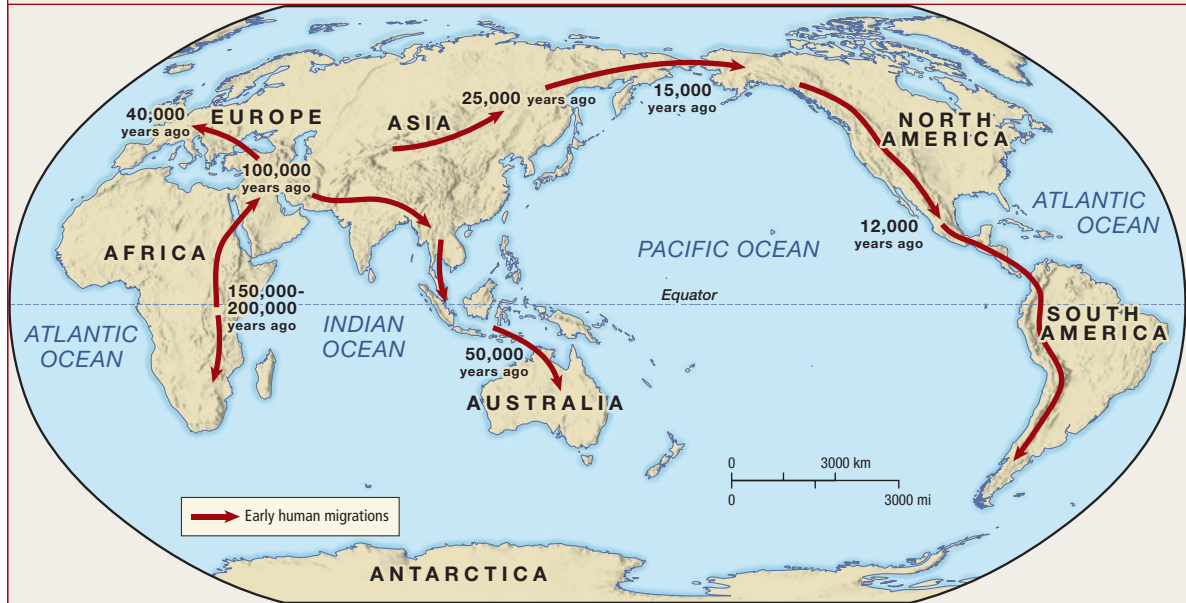 40,000
years ago
EUROPE
ASIA
25,000 years ago
15,000
years ago
NORTH
AMERICA
100,000
years ago
ATLANTIC
OCEAN
AFRICA
12,000
years ago
PACIFIC OCEAN
150,000-
200,000
years ago
Equator
ATLANTIC
OCEAN
INDIAN
OCEAN
SOUTH
AMERICA
50,000
years ago
AUSTRALIA
0 3000 km
0 3000 mi
Early human migrations
ANTARCTICA